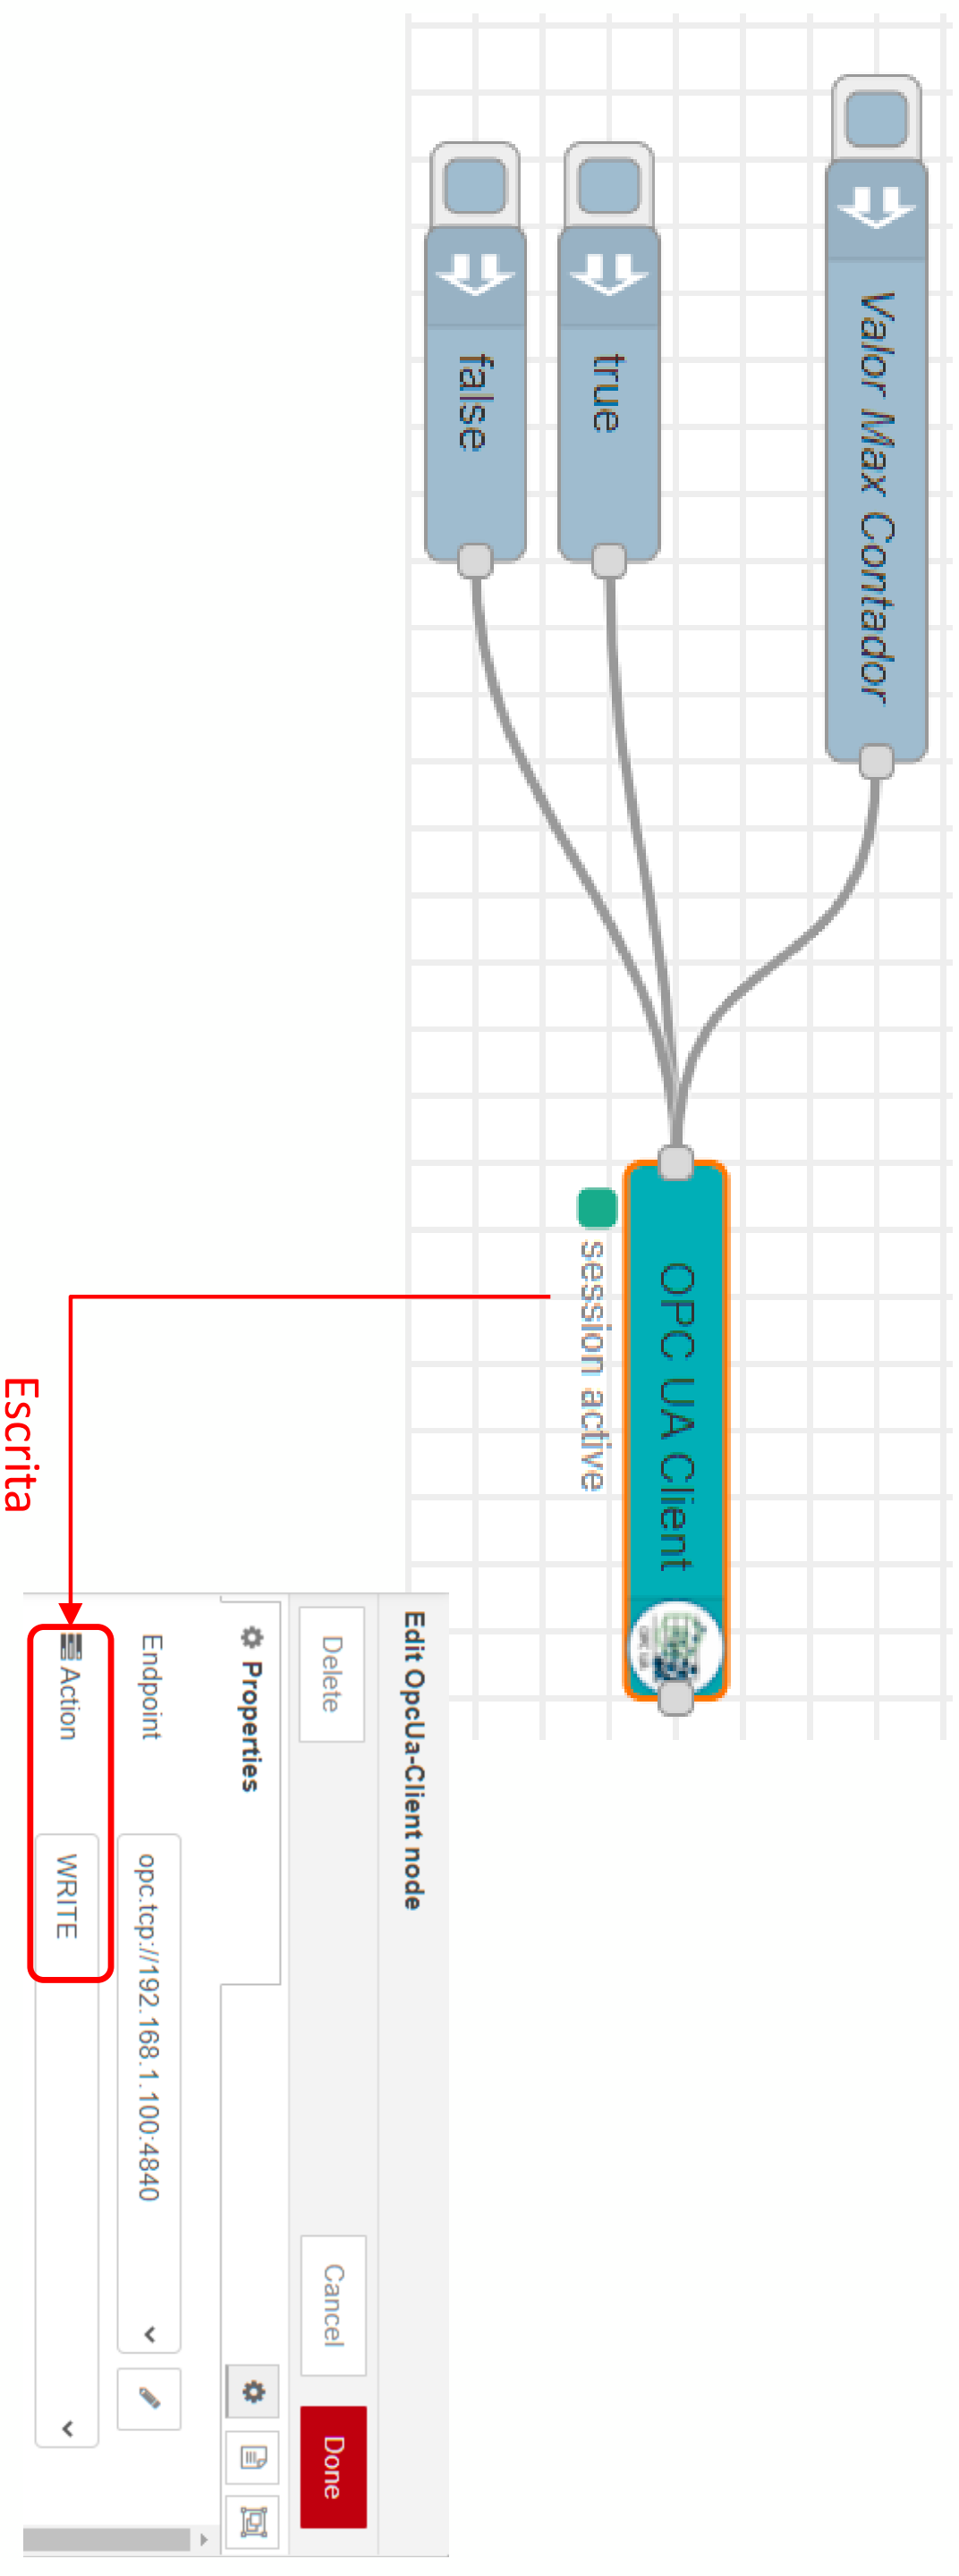 Valor Max Contador
true
false
OPC UA Client
session active
Edit OpcUa-Client node
Delete
Cancel
Done
Properties
Endpoint
opc.tcp://192.168.1.100:4840
Action
WRITE
Escrita